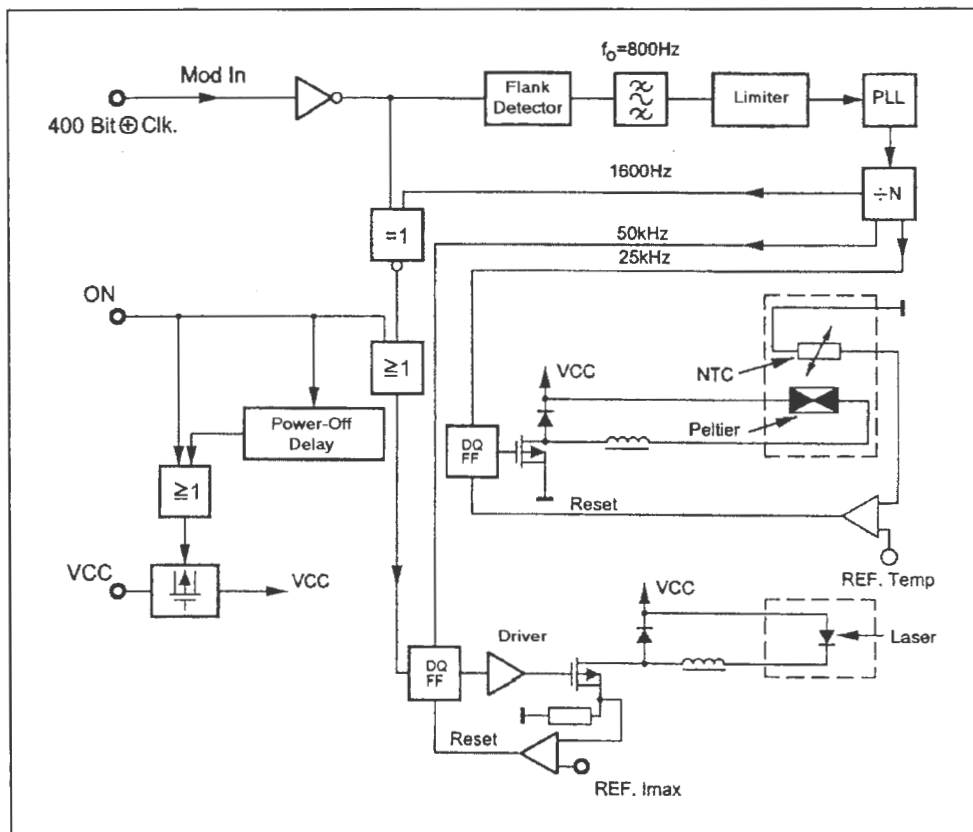 Mod In
400 Bit ⊕ Clk.
Flank
Detector
fo=800Hz
Limiter
PLL
÷N
1600Hz
=1
50kHz
25kHz
ON
≧1
Power-Off
Delay
≧1
VCC
VCC
NTC
Peltier
VCC
DQ
FF
Reset
REF. Temp
VCC
Laser
Driver
DQ
FF
Reset
REF. Imax